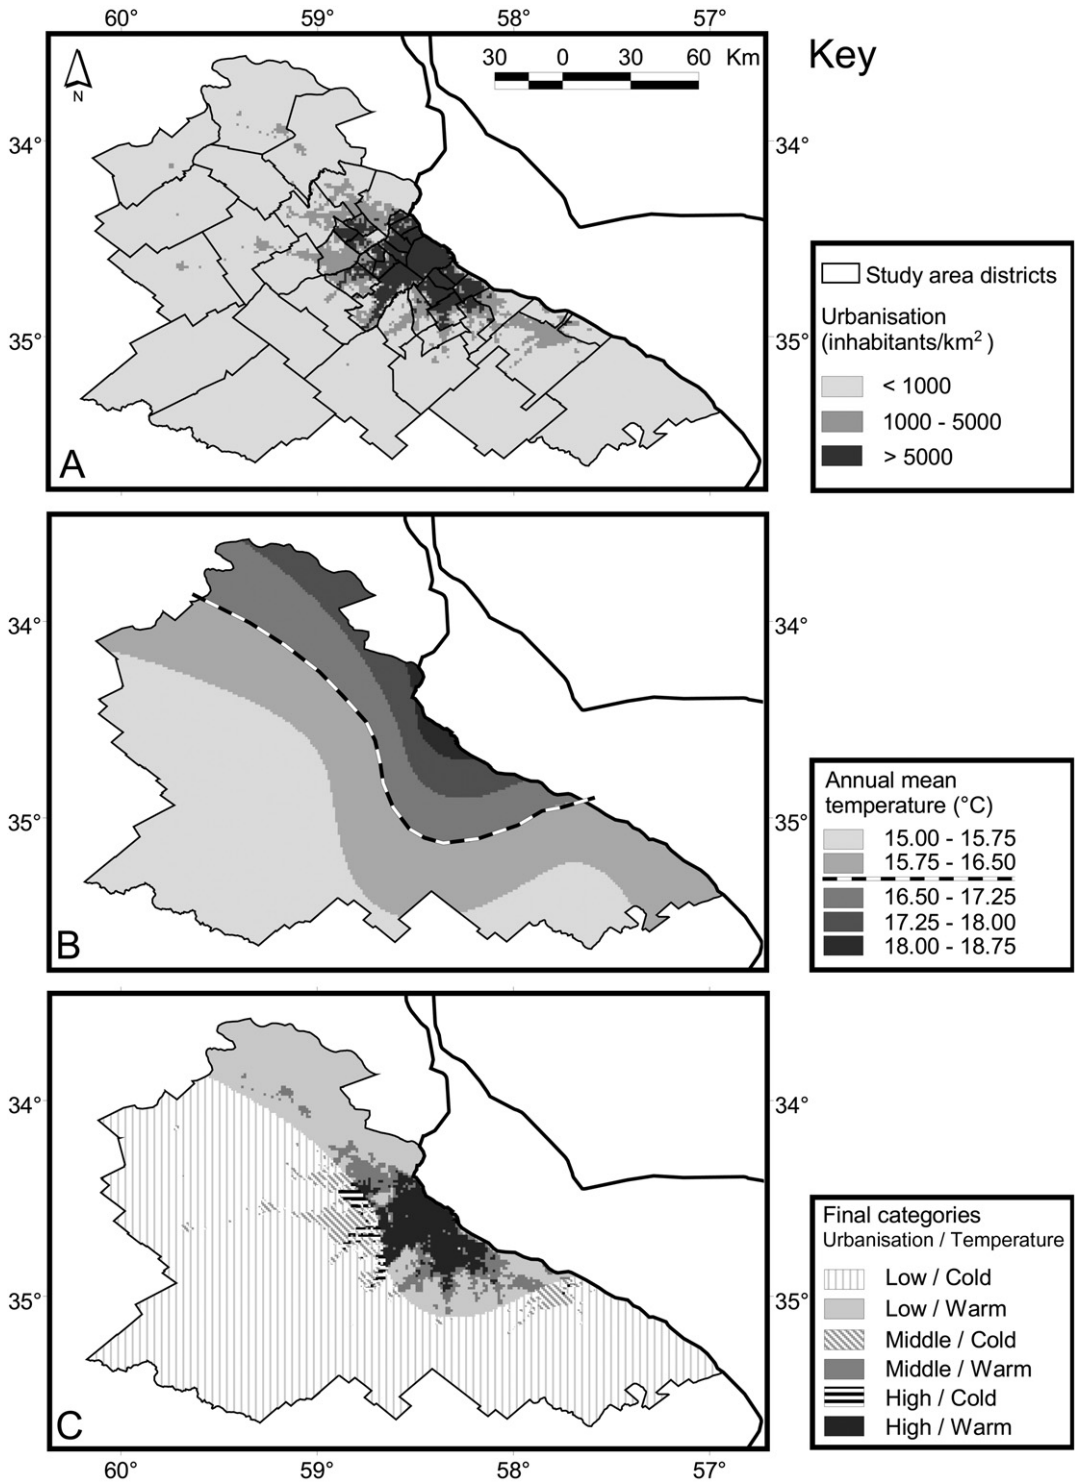 60° 59° 58° 57°
Key
30 0 30 60 Km
N
34° 34°
35° 35°
A
Study area districts
Urbanisation
(inhabitants/km²)
< 1000
1000 - 5000
> 5000
34° 34°
35° 35°
B
Annual mean
temperature (°C)
15.00 - 15.75
15.75 - 16.50
16.50 - 17.25
17.25 - 18.00
18.00 - 18.75
34° 34°
35° 35°
C
Final categories
Urbanisation / Temperature
Low / Cold
Low / Warm
Middle / Cold
Middle / Warm
High / Cold
High / Warm
60° 59° 58° 57°